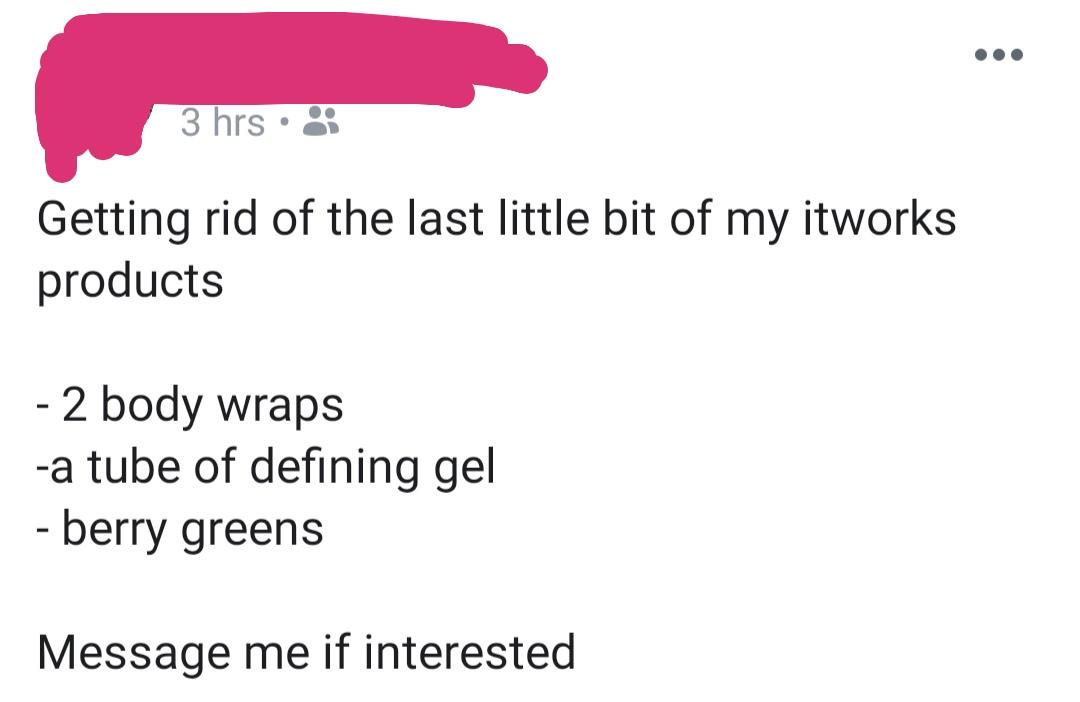 3 hrs •
Getting rid of the last little bit of my itworks
products
- 2 body wraps
-a tube of defining gel
- berry greens
Message me if interested